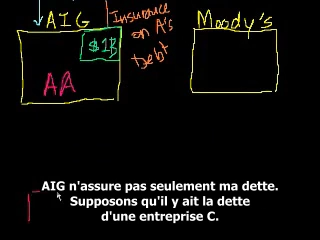 AIG
Moody's
Insurance
on A's
Debt
$1B
AA
AIG n'assure pas seulement ma dette.
Supposons qu'il y ait la dette
d'une entreprise C.